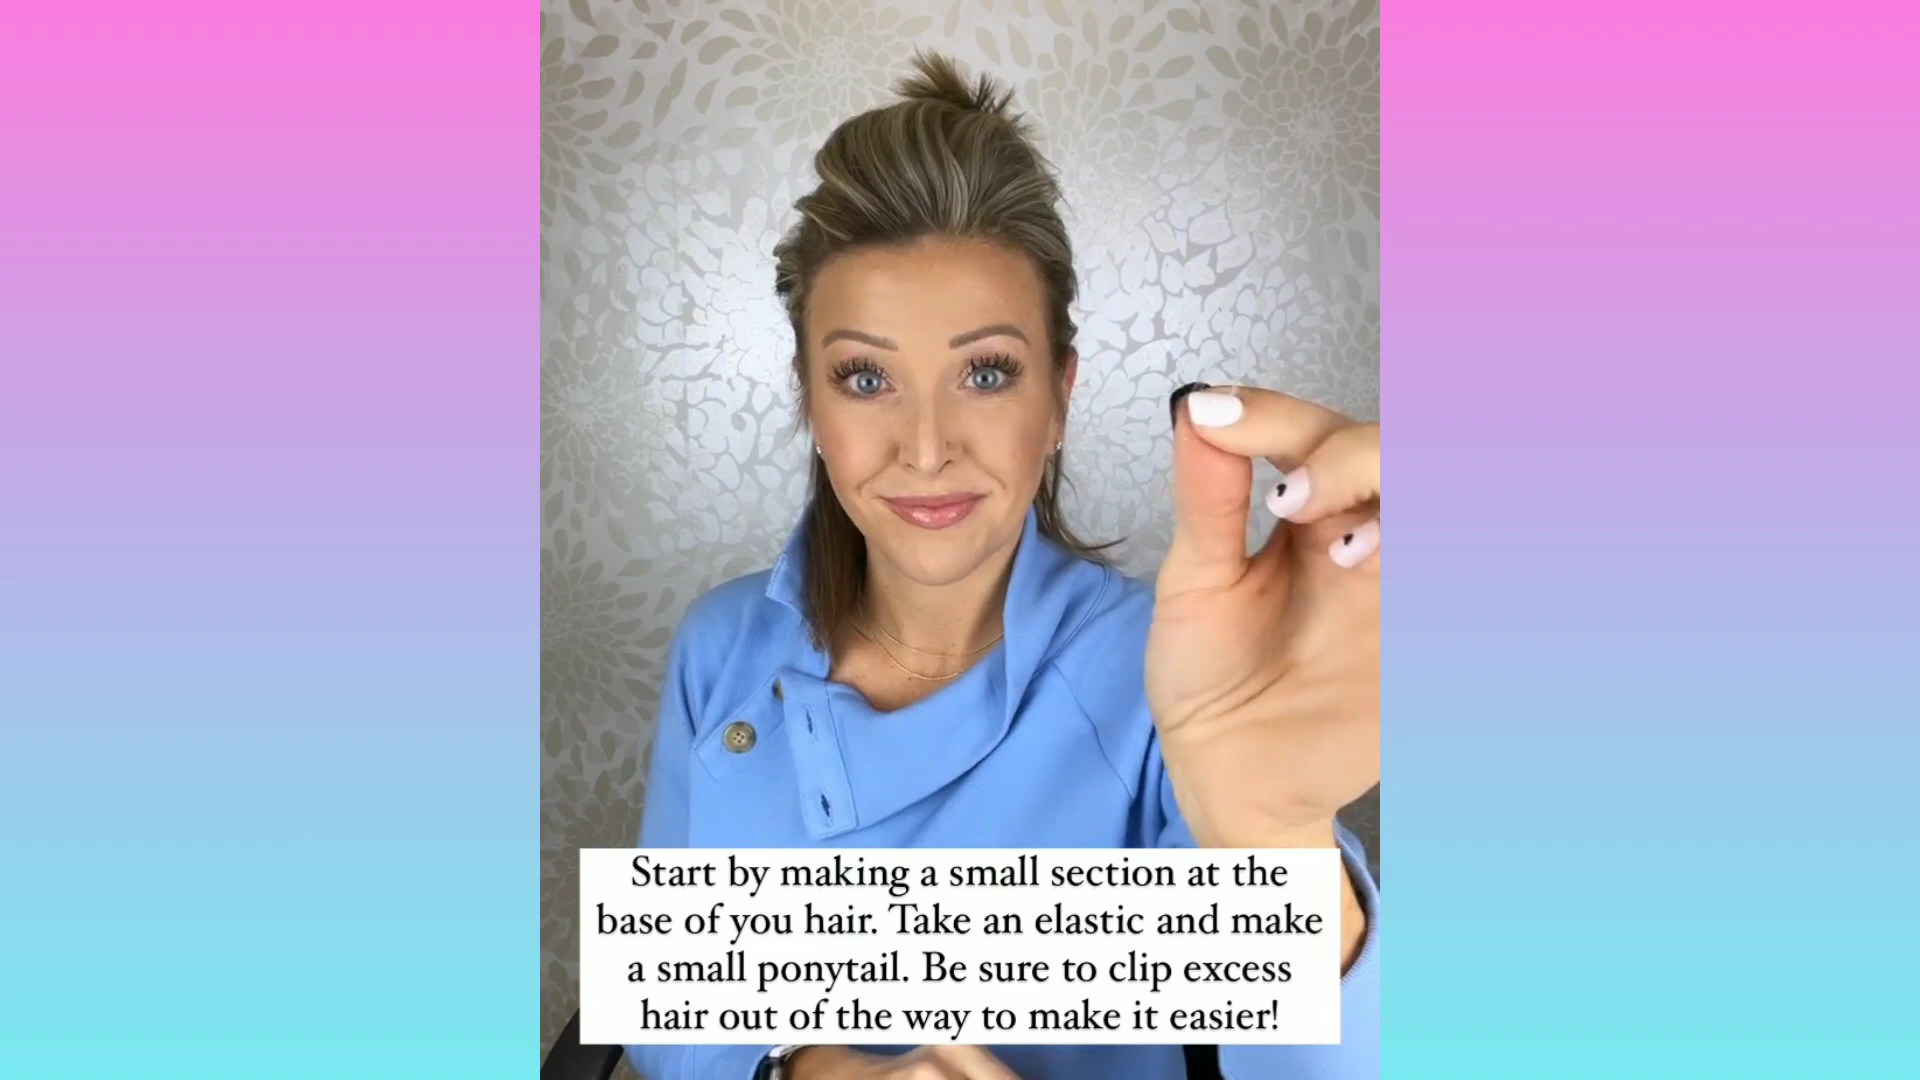 Start by making a small section at the
base of you hair. Take an elastic and make
a small ponytail. Be sure to clip excess
hair out of the way to make it easier!